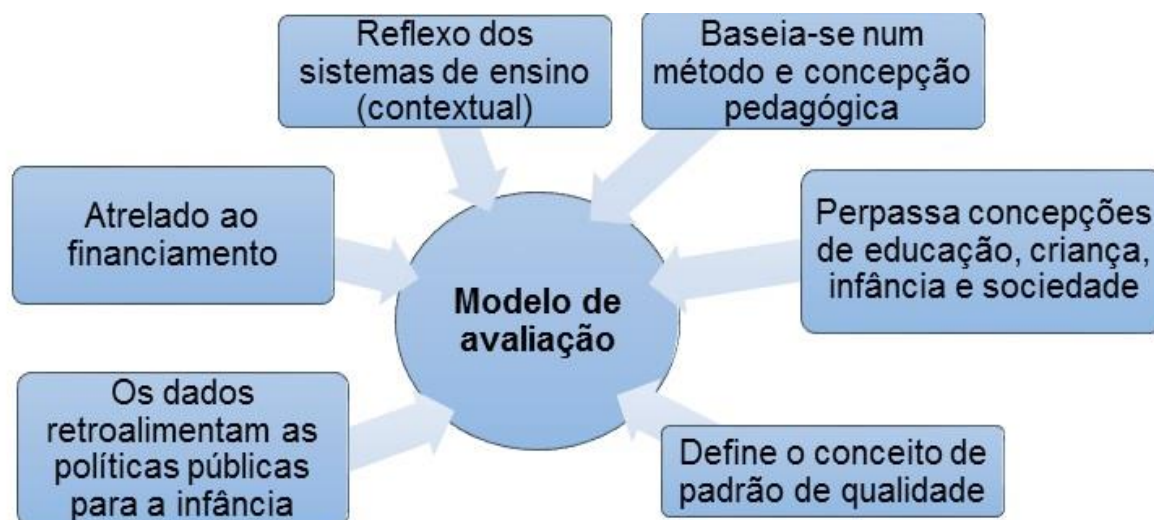 Reflexo dos
sistemas de ensino
(contextual)
Baseia-se num
método e concepção
pedagógica
Atrelado ao
financiamento
Perpassa concepções
de educação, criança,
infância e sociedade
Modelo de
avaliação
Os dados
retroalimentam as
políticas públicas
para a infância
Define o conceito de
padrão de qualidade